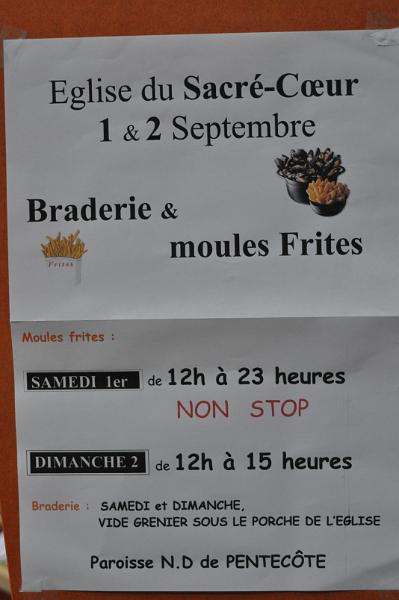 Eglise du Sacré-Cœur
1 & 2 Septembre
Braderie &
moules Frites
Frites
Moules frites :
SAMEDI 1er de 12h à 23 heures
NON STOP
DIMANCHE 2 de 12h à 15 heures
Braderie : SAMEDI et DIMANCHE,
VIDE GRENIER SOUS LE PORCHE DE L'EGLISE
Paroisse N.D de PENTECÔTE